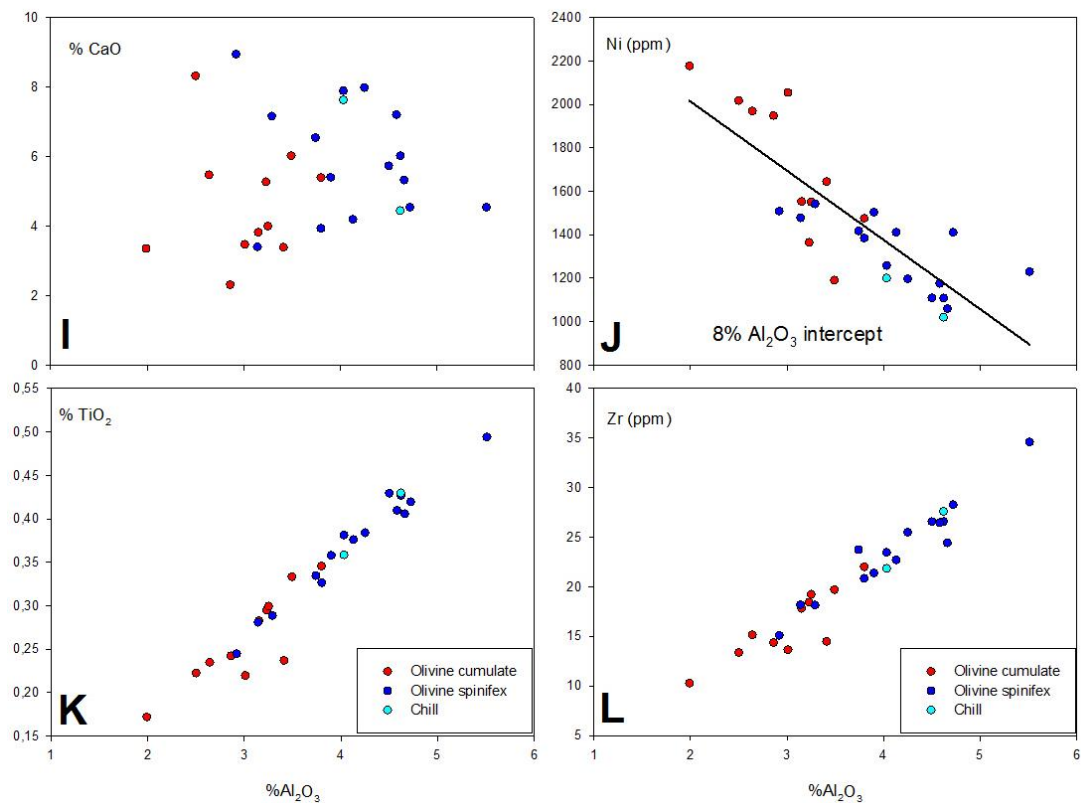 10
8
6
4
2
0
% CaO
I
2400
2200
2000
1800
1600
1400
1200
1000
800
Ni (ppm)
J
8% Al₂O₃ intercept
0,55
0,50
0,45
0,40
0,35
0,30
0,25
0,20
0,15
% TiO₂
K
Olivine cumulate
Olivine spinifex
Chill
1 2 3 4 5 6
%Al₂O₃
40
35
30
25
20
15
10
5
Zr (ppm)
L
Olivine cumulate
Olivine spinifex
Chill
1 2 3 4 5 6
%Al₂O₃